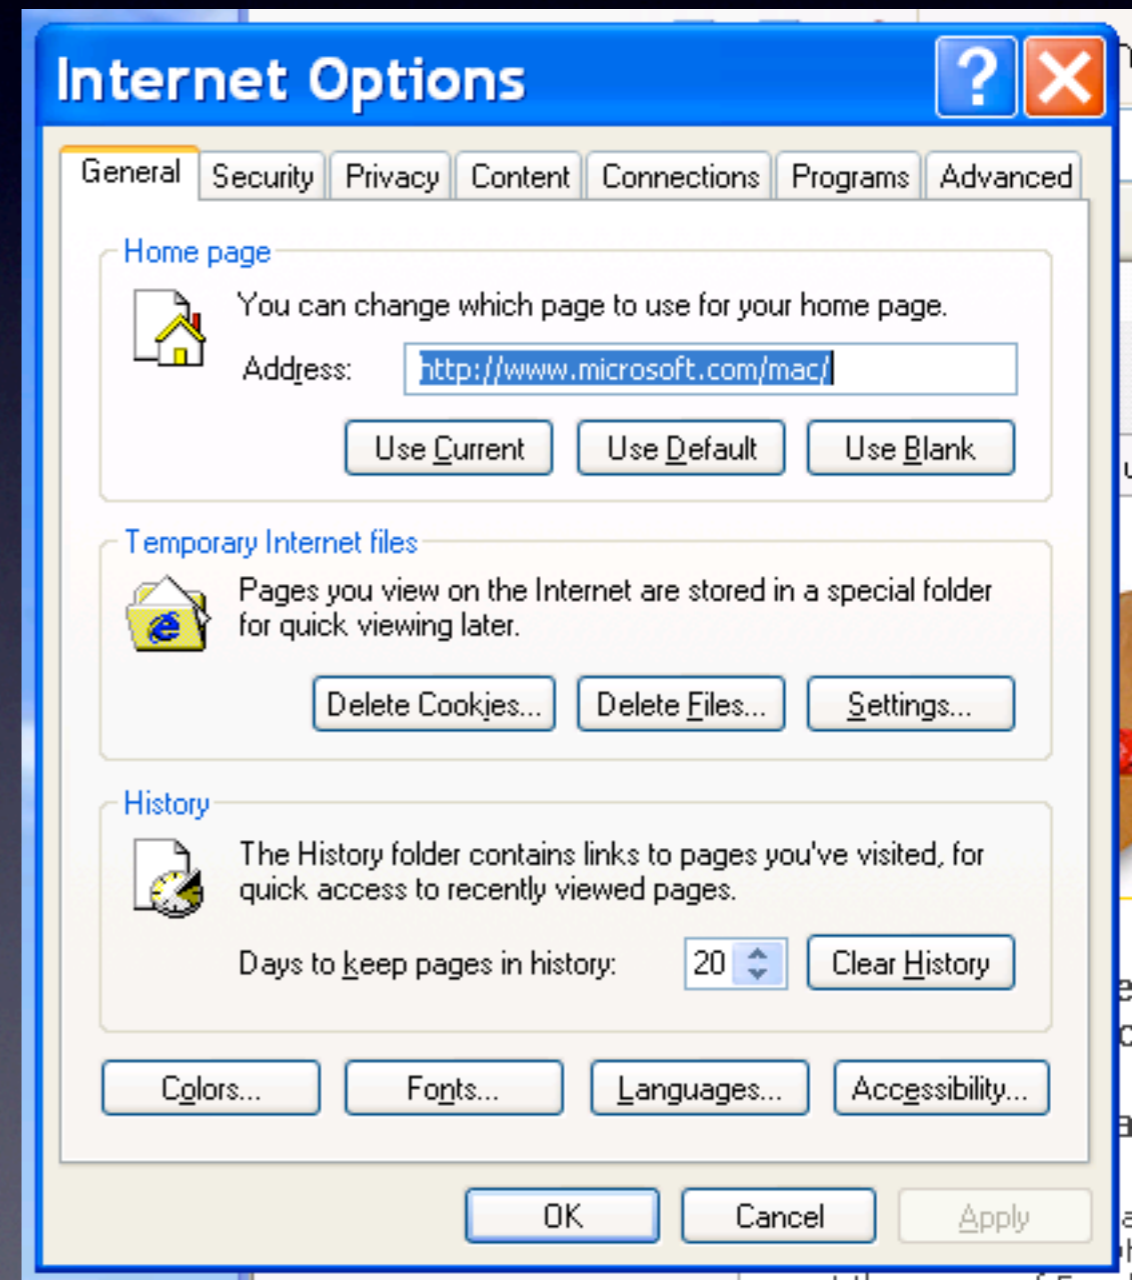 Internet Options
General Security Privacy Content Connections Programs Advanced
Home page
You can change which page to use for your home page.
Address: http://www.microsoft.com/mac/
Use Current Use Default Use Blank
Temporary Internet files
Pages you view on the Internet are stored in a special folder
for quick viewing later.
Delete Cookies... Delete Files... Settings...
History
The History folder contains links to pages you've visited, for
quick access to recently viewed pages.
Days to keep pages in history: 20 Clear History
Colors... Fonts... Languages... Accessibility...
OK Cancel Apply